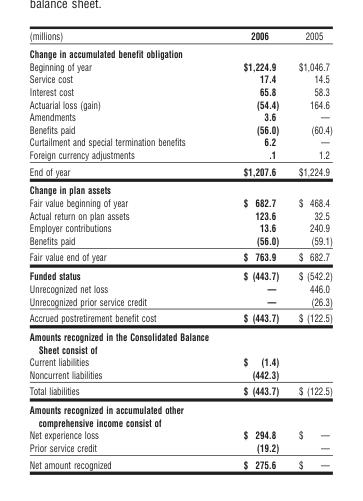 balance sheet.
(millions) 2006 2005
Change in accumulated benefit obligation
Beginning of year $1,224.9 $1,046.7
Service cost 17.4 14.5
Interest cost 65.8 58.3
Actuarial loss (gain) (54.4) 164.6
Amendments 3.6 —
Benefits paid (56.0) (60.4)
Curtailment and special termination benefits 6.2 —
Foreign currency adjustments .1 1.2
End of year $1,207.6 $1,224.9
Change in plan assets
Fair value beginning of year $ 682.7 $ 468.4
Actual return on plan assets 123.6 32.5
Employer contributions 13.6 240.9
Benefits paid (56.0) (59.1)
Fair value end of year $ 763.9 $ 682.7
Funded status $ (443.7) $ (542.2)
Unrecognized net loss — 446.0
Unrecognized prior service credit — (26.3)
Accrued postretirement benefit cost $ (443.7) $ (122.5)
Amounts recognized in the Consolidated Balance
Sheet consist of
Current liabilities $ (1.4)
Noncurrent liabilities (442.3)
Total liabilities $ (443.7) $ (122.5)
Amounts recognized in accumulated other
comprehensive income consist of
Net experience loss $ 294.8 $ —
Prior service credit (19.2) —
Net amount recognized $ 275.6 $ —